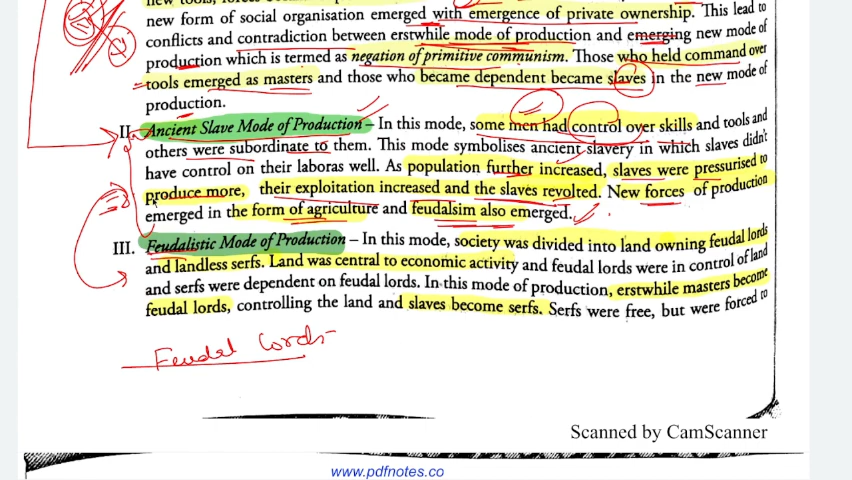 new form of social organisation emerged with emergence of private ownership. This lead to
conflicts and contradiction between erstwhile mode of production and emerging new mode of
production which is termed as negation of primitive communism. Those who held command over
tools emerged as masters and those who became dependent became slaves in the new mode of
production.
II. Ancient Slave Mode of Production – In this mode, some men had control over skills and tools and
others were subordinate to them. This mode symbolises ancient slavery in which slaves didn't
have control on their laboras well. As population further increased, slaves were pressurised to
produce more, their exploitation increased and the slaves revolted. New forces of production
emerged in the form of agriculture and feudalsim also emerged.
III. Feudalistic Mode of Production – In this mode, society was divided into land owning feudal lords
and landless serfs. Land was central to economic activity and feudal lords were in control of land
and serfs were dependent on feudal lords. In this mode of production, erstwhile masters become
feudal lords, controlling the land and slaves become serfs. Serfs were free, but were forced to
Feudal Lords-
Scanned by CamScanner
www.pdfnotes.co